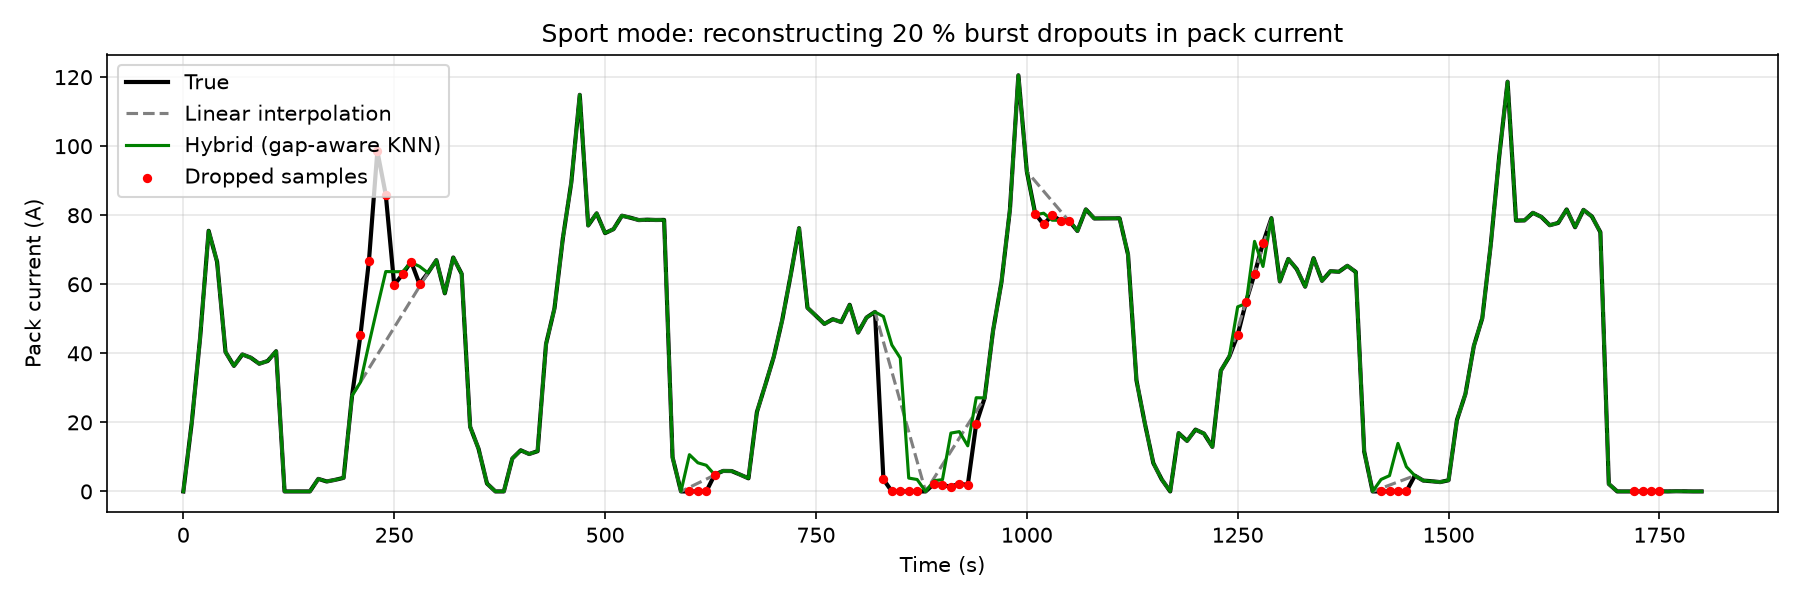 Sport mode: reconstructing 20 % burst dropouts in pack current
True
Linear interpolation
Hybrid (gap-aware KNN)
Dropped samples
Pack current (A)
120
100
80
60
40
20
0
0 250 500 750 1000 1250 1500 1750
Time (s)